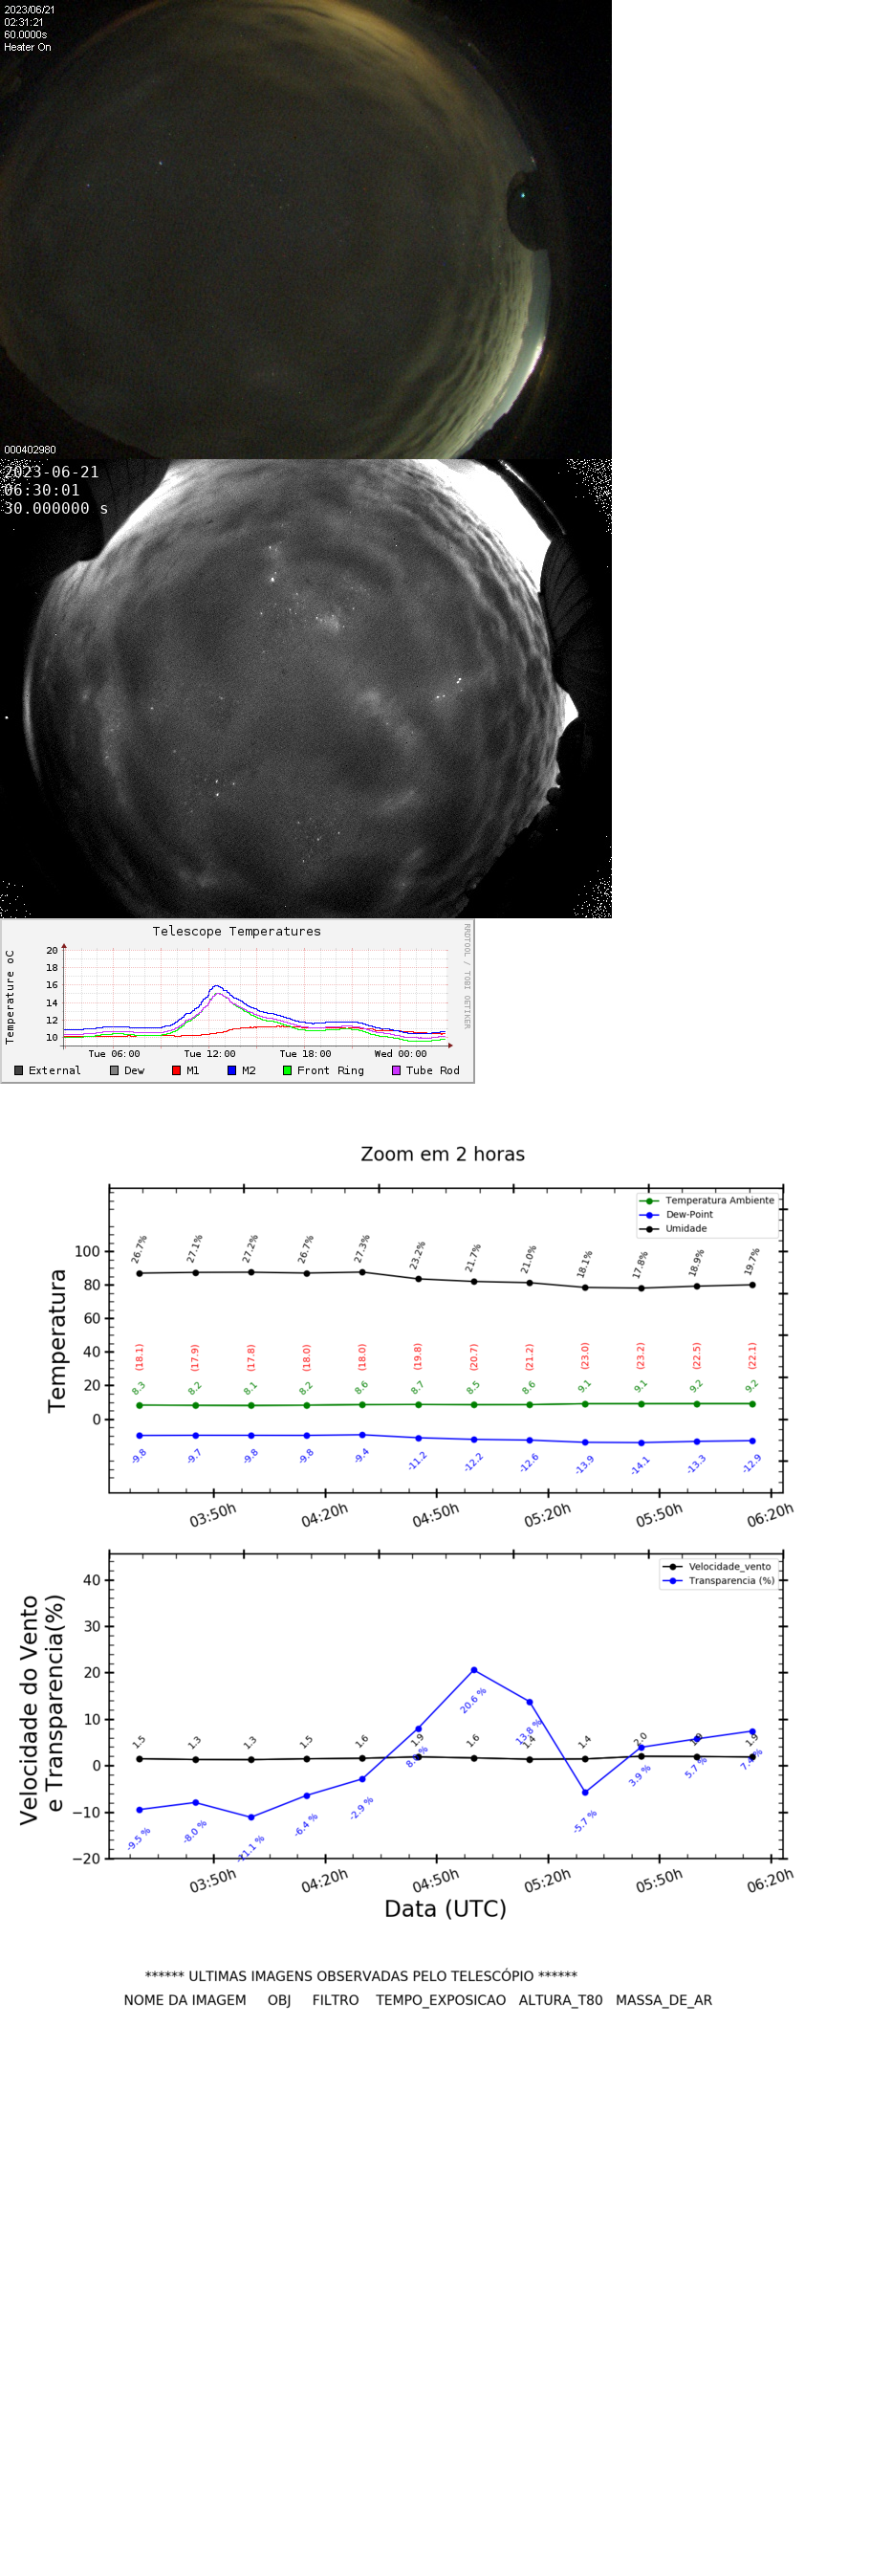 2023/06/21
02:31:21
60.0000s
Heater On
000402980
2023-06-21
06:30:01
30.000000 s
Telescope Temperatures
RRDTOOL / TOBI OETIKER
Temperature oC
20
18
16
14
12
10
Tue 06:00 Tue 12:00 Tue 18:00 Wed 00:00
External Dew M1 M2 Front Ring Tube Rod
Zoom em 2 horas
Temperatura Ambiente
Dew-Point
Umidade
Temperatura
100
80
60
40
20
0
26.7% 27.1% 27.2% 26.7% 27.3% 23.2% 21.7% 21.0% 18.1% 17.8% 18.9% 19.7%
(18.1) (17.9) (17.8) (18.0) (18.0) (19.8) (20.7) (21.2) (23.0) (23.2) (22.5) (22.1)
8.3 8.2 8.1 8.2 8.6 8.7 8.5 8.6 9.1 9.1 9.2 9.2
-9.8 -9.7 -9.8 -9.8 -9.4 -11.2 -12.2 -12.6 -13.9 -14.1 -13.3 -12.9
03:50h 04:20h 04:50h 05:20h 05:50h 06:20h
Velocidade_vento
Transparencia (%)
Velocidade do Vento
e Transparencia(%)
40
30
20
10
0
−10
−20
1.5 1.3 1.3 1.5 1.6 1.9 1.6 1.4 1.4 2.0 1.9
-9.5 % -8.0 % -11.1 % -6.4 % -2.9 % 20.6 % 13.8 % -5.7 % 3.9 % 5.7 %
03:50h 04:20h 04:50h 05:20h 05:50h 06:20h
Data (UTC)
****** ULTIMAS IMAGENS OBSERVADAS PELO TELESCÓPIO ******
NOME DA IMAGEM OBJ FILTRO TEMPO_EXPOSICAO ALTURA_T80 MASSA_DE_AR